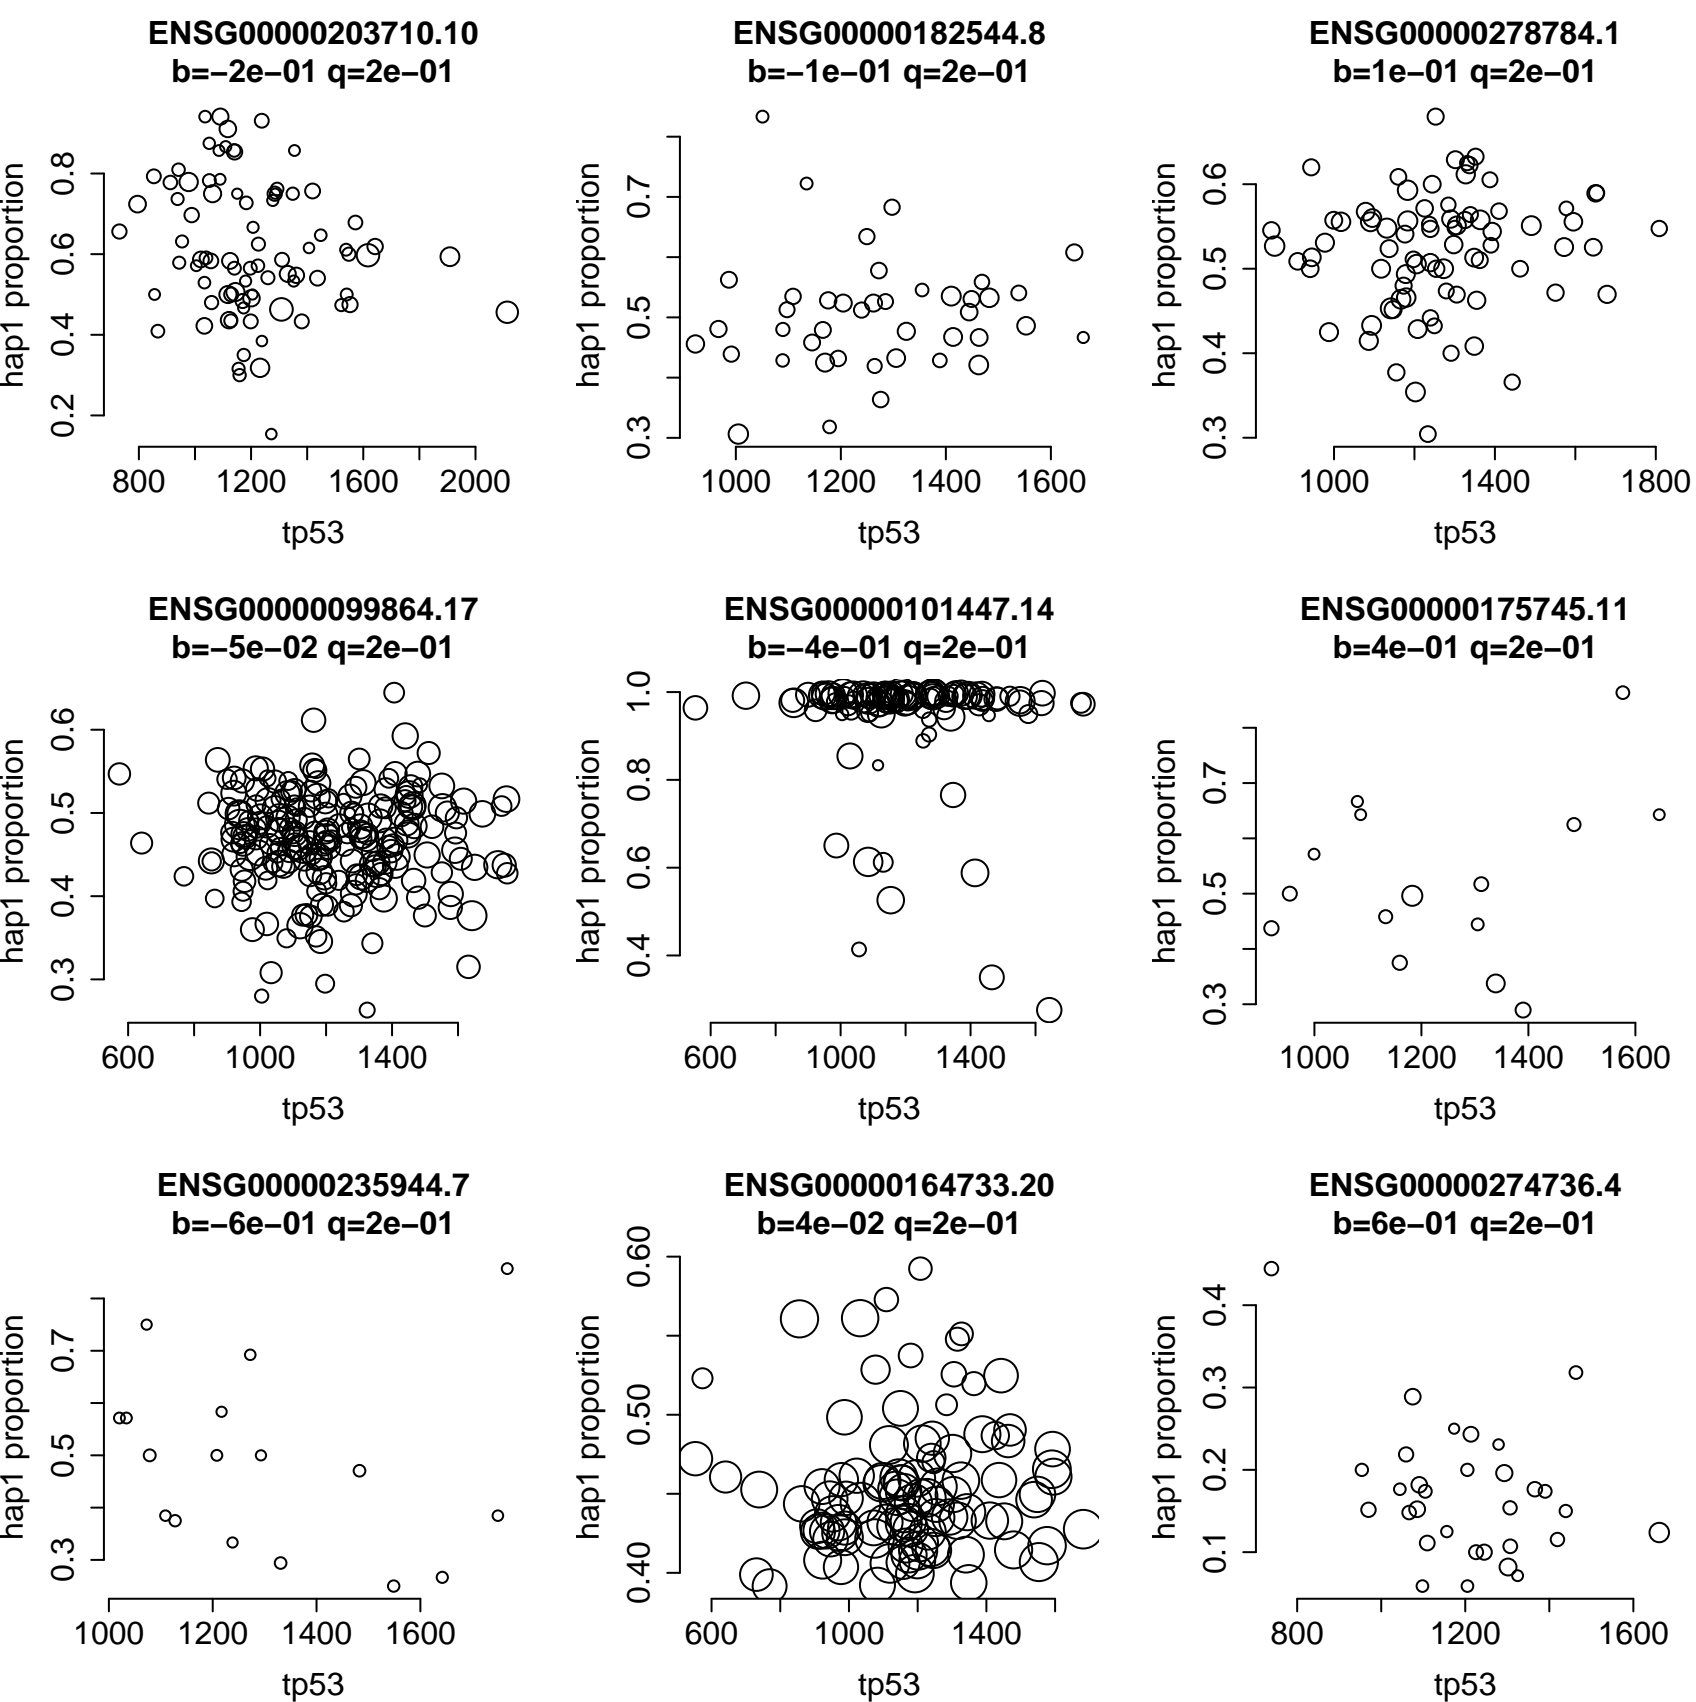 ENSG00000203710.10
b=−2e−01 q=2e−01
hap1 proportion
0.2 0.4 0.6 0.8
800 1200 1600 2000
tp53
ENSG00000182544.8
b=−1e−01 q=2e−01
hap1 proportion
0.3 0.5 0.7
1000 1200 1400 1600
tp53
ENSG00000278784.1
b=1e−01 q=2e−01
hap1 proportion
0.3 0.4 0.5 0.6
1000 1400 1800
tp53
ENSG00000099864.17
b=−5e−02 q=2e−01
hap1 proportion
0.3 0.4 0.5 0.6
600 1000 1400
tp53
ENSG00000101447.14
b=−4e−01 q=2e−01
hap1 proportion
0.4 0.6 0.8 1.0
600 1000 1400
tp53
ENSG00000175745.11
b=4e−01 q=2e−01
hap1 proportion
0.3 0.5 0.7
1000 1200 1400 1600
tp53
ENSG00000235944.7
b=−6e−01 q=2e−01
hap1 proportion
0.3 0.5 0.7
1000 1200 1400 1600
tp53
ENSG00000164733.20
b=4e−02 q=2e−01
hap1 proportion
0.40 0.50 0.60
600 1000 1400
tp53
ENSG00000274736.4
b=6e−01 q=2e−01
hap1 proportion
0.1 0.2 0.3 0.4
800 1200 1600
tp53